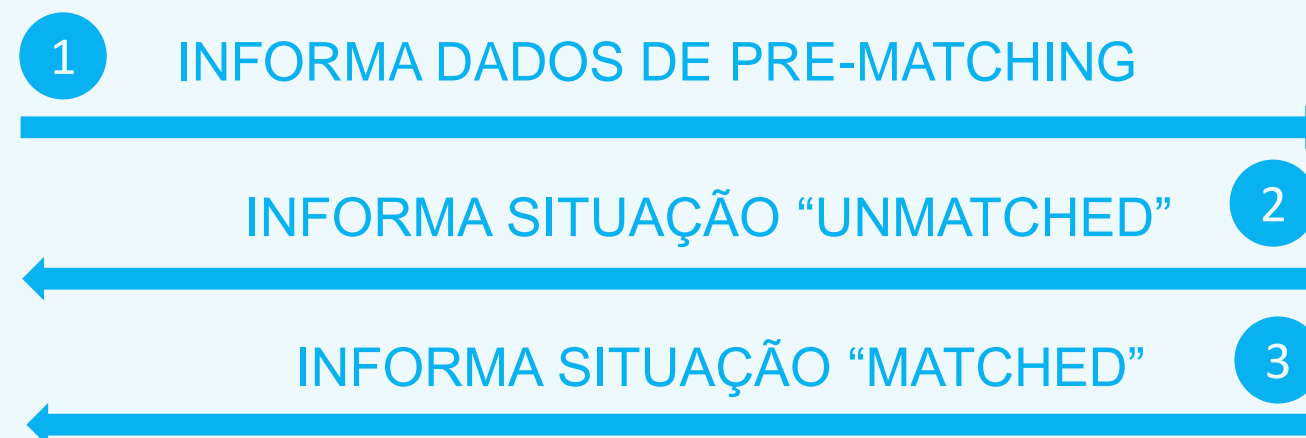 1 INFORMA DADOS DE PRE-MATCHING
INFORMA SITUAÇÃO “UNMATCHED” 2
INFORMA SITUAÇÃO “MATCHED” 3